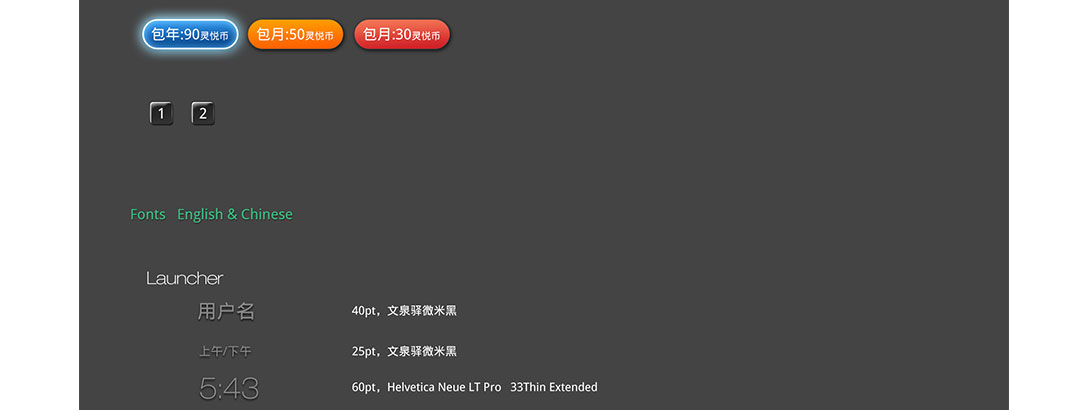 包年:90灵悦币 包月:50灵悦币 包月:30灵悦币
1 2
Fonts English & Chinese
Launcher
用户名 40pt，文泉驿微米黑
上午/下午 25pt，文泉驿微米黑
5:43 60pt，Helvetica Neue LT Pro 33Thin Extended